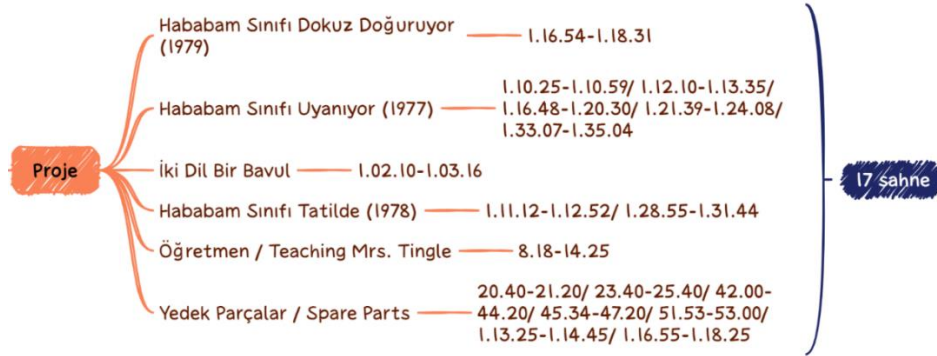 Proje
Hababam Sınıfı Dokuz Doğuruyor
(1979)
1.16.54-1.18.31
Hababam Sınıfı Uyanıyor (1977)
1.10.25-1.10.59/ 1.12.10-1.13.35/
1.16.48-1.20.30/ 1.21.39-1.24.08/
1.33.07-1.35.04
İki Dil Bir Bavul
1.02.10-1.03.16
Hababam Sınıfı Tatilde (1978)
1.11.12-1.12.52/ 1.28.55-1.31.44
Öğretmen / Teaching Mrs. Tingle
8.18-14.25
Yedek Parçalar / Spare Parts
20.40-21.20/ 23.40-25.40/ 42.00-
44.20/ 45.34-47.20/ 51.53-53.00/
1.13.25-1.14.45/ 1.16.55-1.18.25
17 sahne